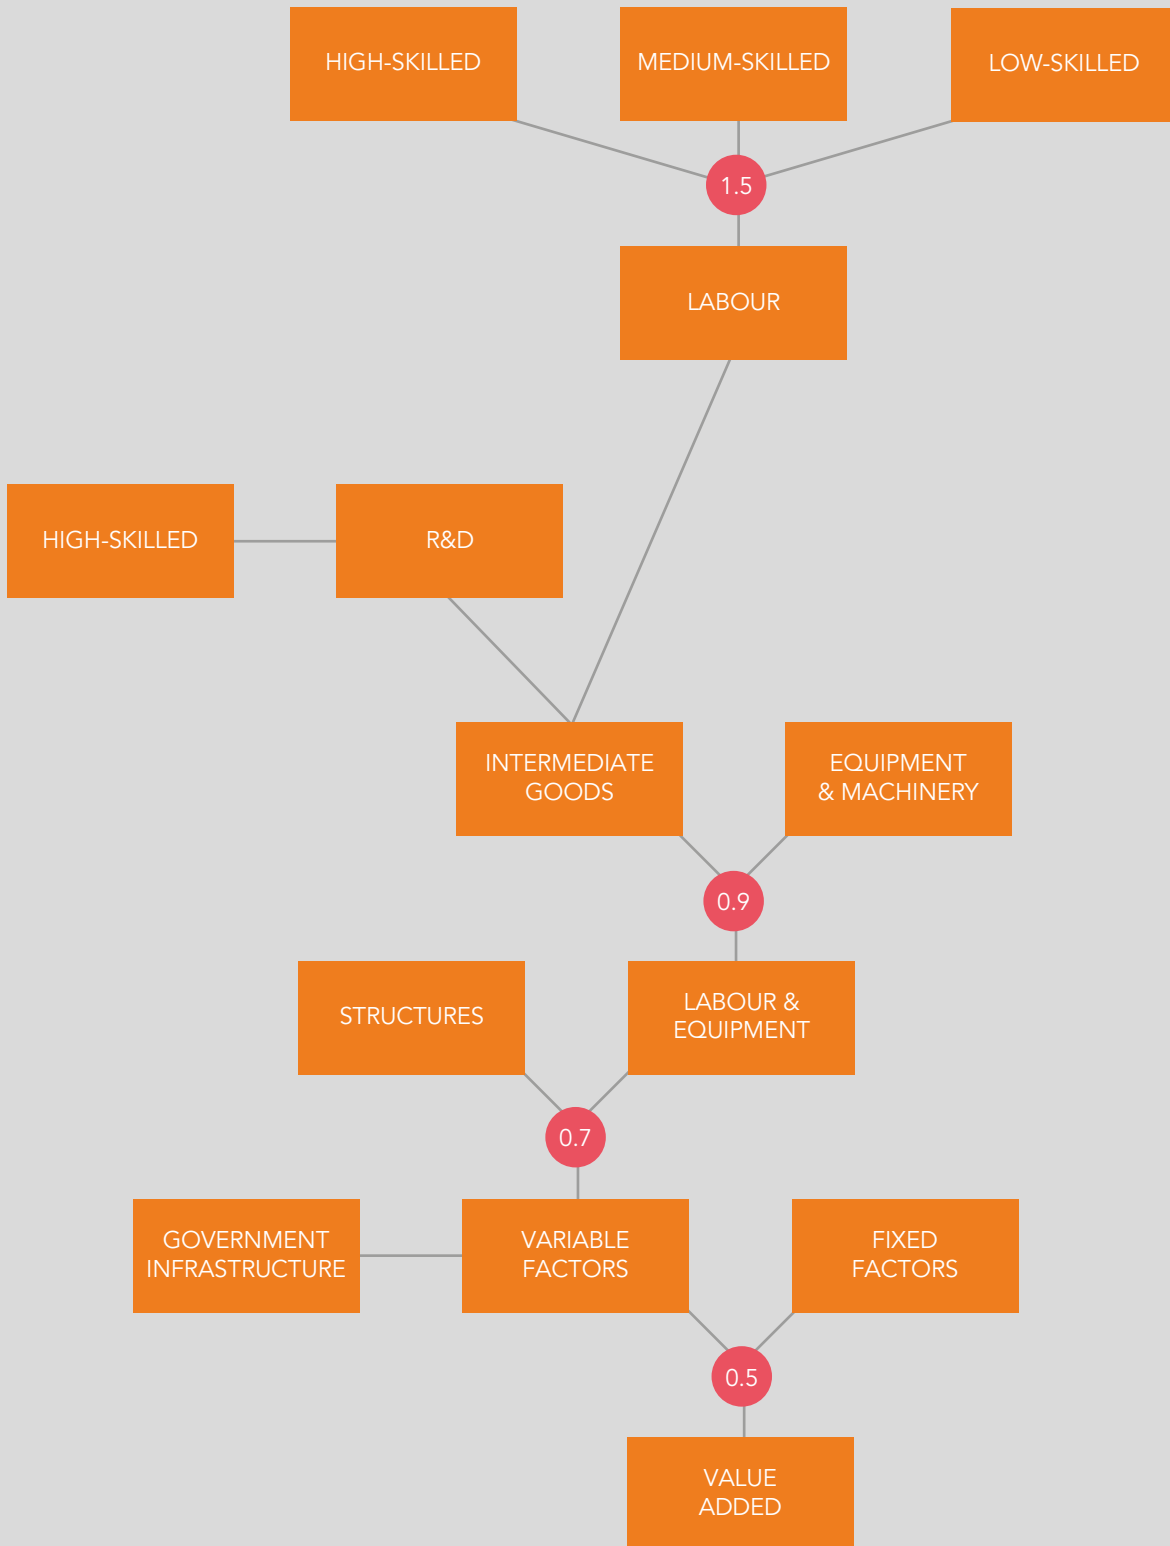 HIGH-SKILLED
MEDIUM-SKILLED
LOW-SKILLED
1.5
LABOUR
HIGH-SKILLED
R&D
INTERMEDIATE
GOODS
EQUIPMENT
& MACHINERY
0.9
STRUCTURES
LABOUR &
EQUIPMENT
0.7
GOVERNMENT
INFRASTRUCTURE
VARIABLE
FACTORS
FIXED
FACTORS
0.5
VALUE
ADDED